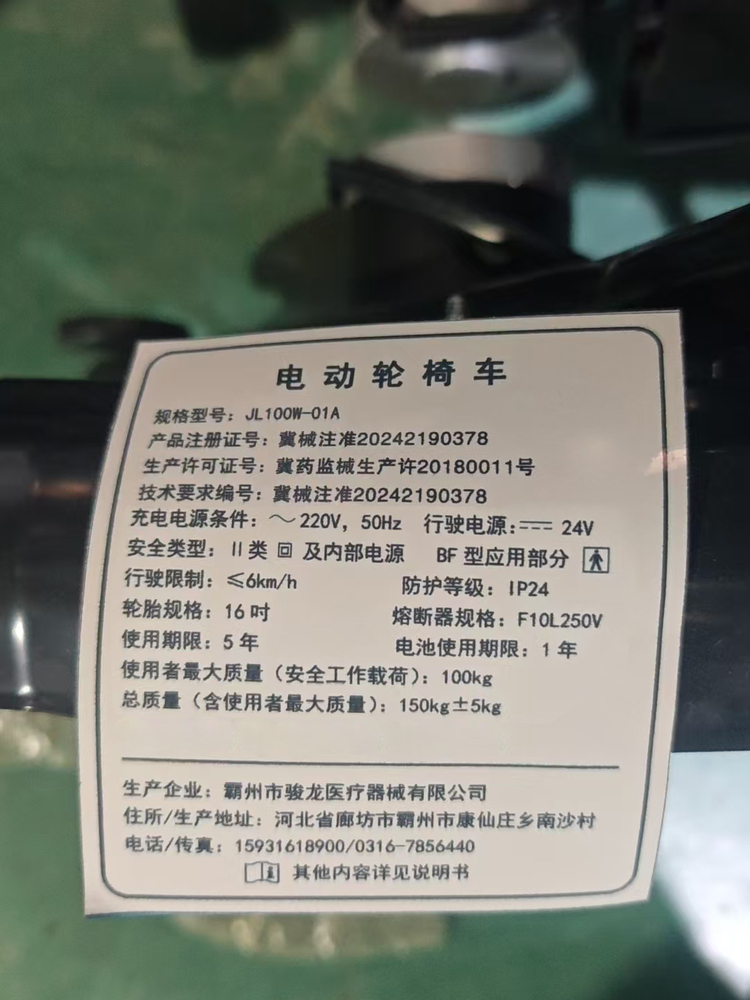 电动轮椅车
规格型号：JL100W-01A
产品注册证号：冀械注准20242190378
生产许可证号：冀药监械生产许20180011号
技术要求编号：冀械注准20242190378
充电电源条件：～220V，50Hz 行驶电源：⎓ 24V
安全类型：II类 回 及内部电源 BF型应用部分
行驶限制：≤6km/h 防护等级：IP24
轮胎规格：16吋 熔断器规格：F10L250V
使用期限：5年 电池使用期限：1年
使用者最大质量（安全工作载荷）：100kg
总质量（含使用者最大质量）：150kg±5kg
生产企业：霸州市骏龙医疗器械有限公司
住所/生产地址：河北省廊坊市霸州市康仙庄乡南沙村
电话/传真：15931618900/0316-7856440
其他内容详见说明书